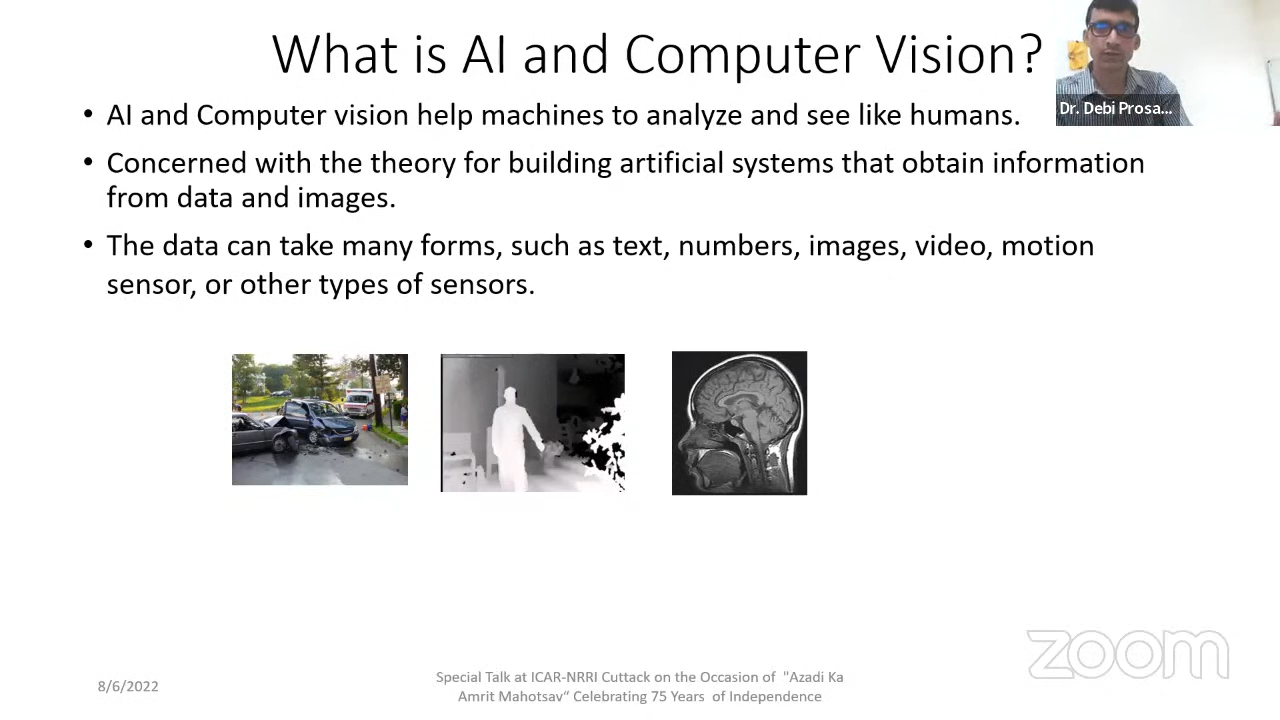 What is AI and Computer Vision?
Dr. Debi Prosa...
• AI and Computer vision help machines to analyze and see like humans.
• Concerned with the theory for building artificial systems that obtain information
from data and images.
• The data can take many forms, such as text, numbers, images, video, motion
sensor, or other types of sensors.
zoom
8/6/2022
Special Talk at ICAR-NRRI Cuttack on the Occasion of "Azadi Ka
Amrit Mahotsav“ Celebrating 75 Years of Independence